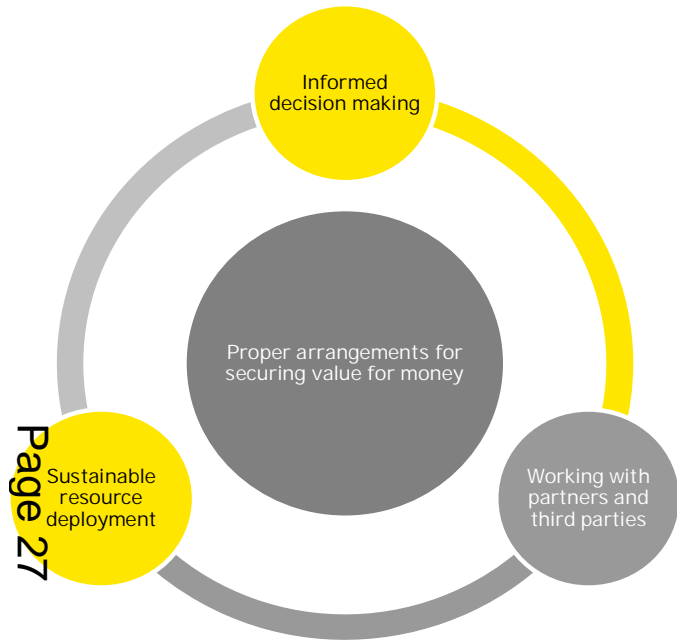 Informed
decision making
Proper arrangements for
securing value for money
Sustainable
resource
deployment
Working with
partners and
third parties
Page 27